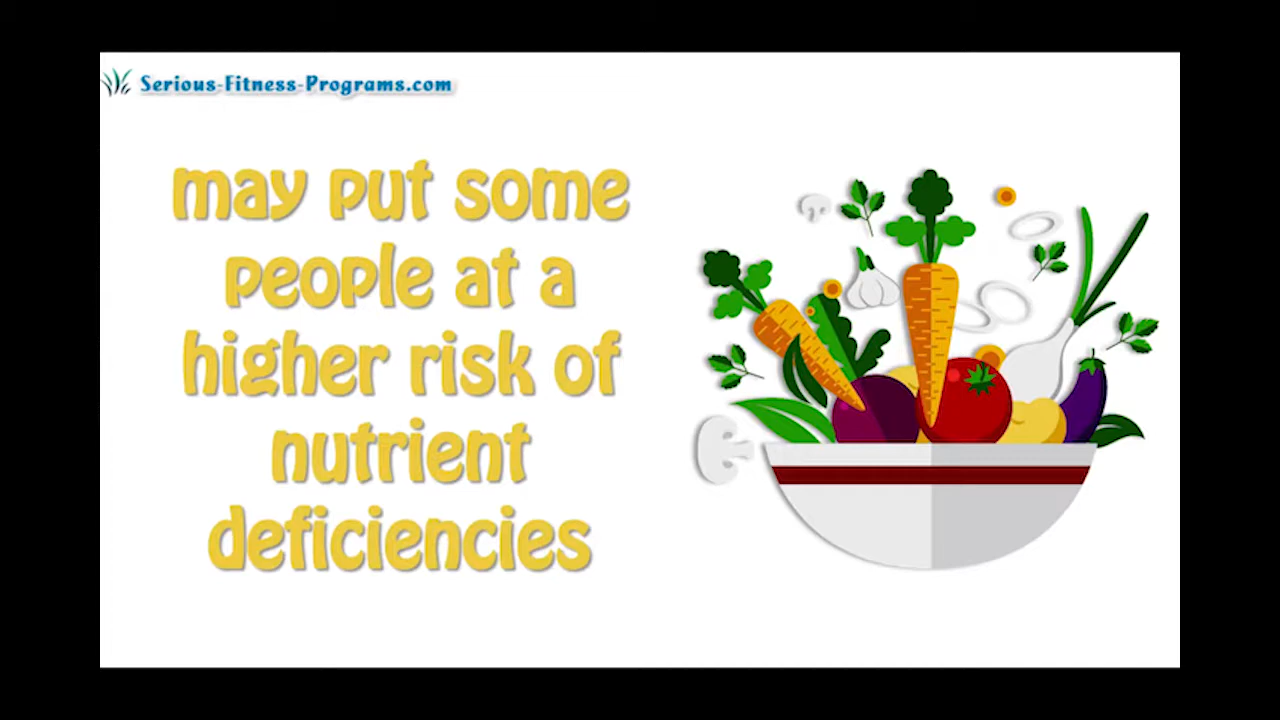 Serious-Fitness-Programs.com
may put some
people at a
higher risk of
nutrient
deficiencies